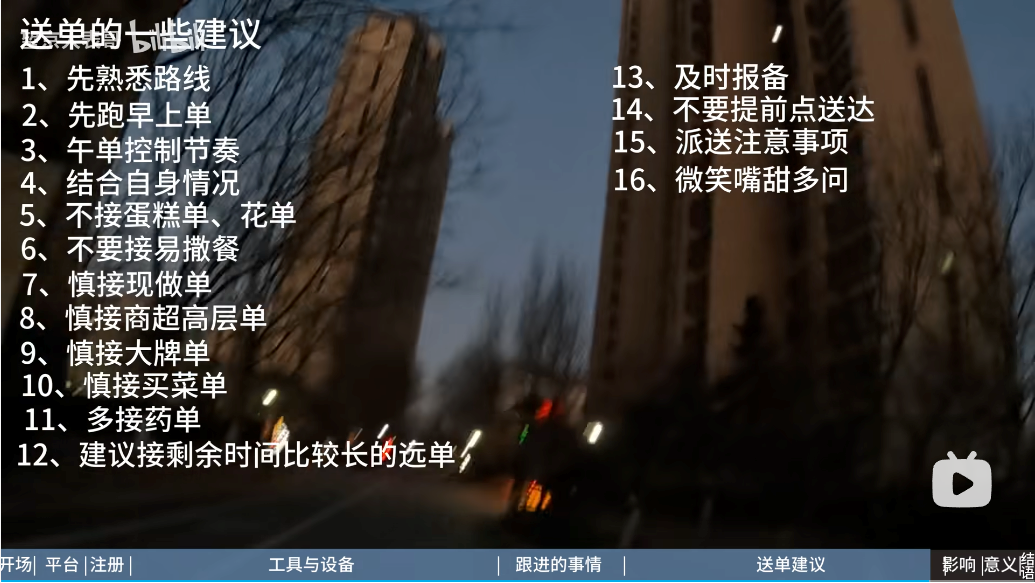 送单的一些建议
1、先熟悉路线
2、先跑早上单
3、午单控制节奏
4、结合自身情况
5、不接蛋糕单、花单
6、不要接易撒餐
7、慎接现做单
8、慎接商超高层单
9、慎接大牌单
10、慎接买菜单
11、多接药单
12、建议接剩余时间比较长的选单
13、及时报备
14、不要提前点送达
15、派送注意事项
16、微笑嘴甜多问
开场| 平台 |注册 | 工具与设备 | 跟进的事情 | 送单建议 影响 |意义 结语